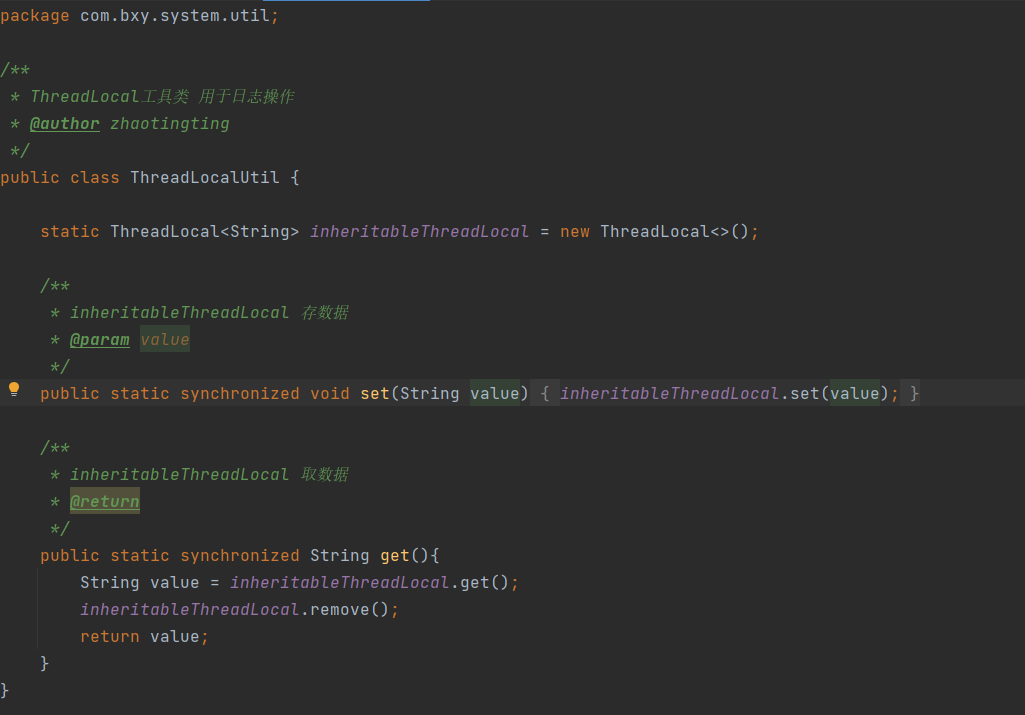 package com.bxy.system.util;
/**
 * ThreadLocal工具类 用于日志操作
 * @author zhaotingting
 */
public class ThreadLocalUtil {
    static ThreadLocal<String> inheritableThreadLocal = new ThreadLocal<>();
    /**
     * inheritableThreadLocal 存数据
     * @param value
     */
    public static synchronized void set(String value) { inheritableThreadLocal.set(value); }
    /**
     * inheritableThreadLocal 取数据
     * @return
     */
    public static synchronized String get(){
        String value = inheritableThreadLocal.get();
        inheritableThreadLocal.remove();
        return value;
    }
}